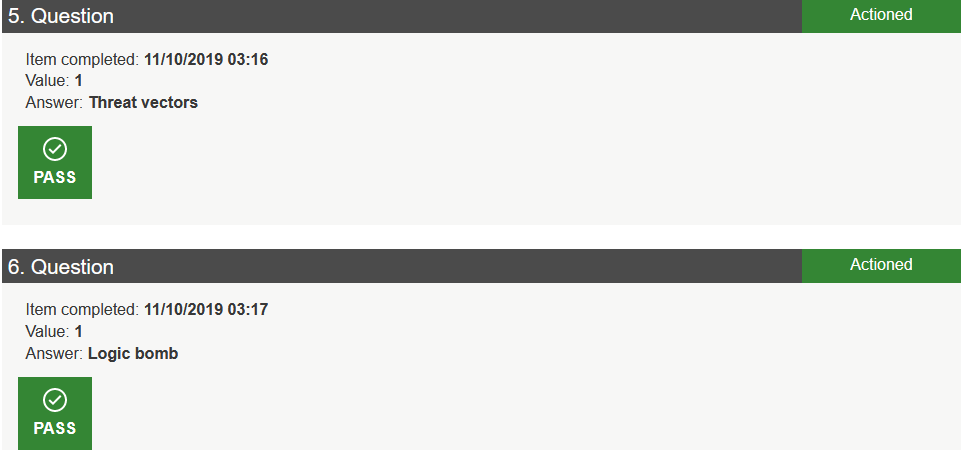 5. Question
Actioned
Item completed: 11/10/2019 03:16
Value: 1
Answer: Threat vectors
PASS
6. Question
Actioned
Item completed: 11/10/2019 03:17
Value: 1
Answer: Logic bomb
PASS